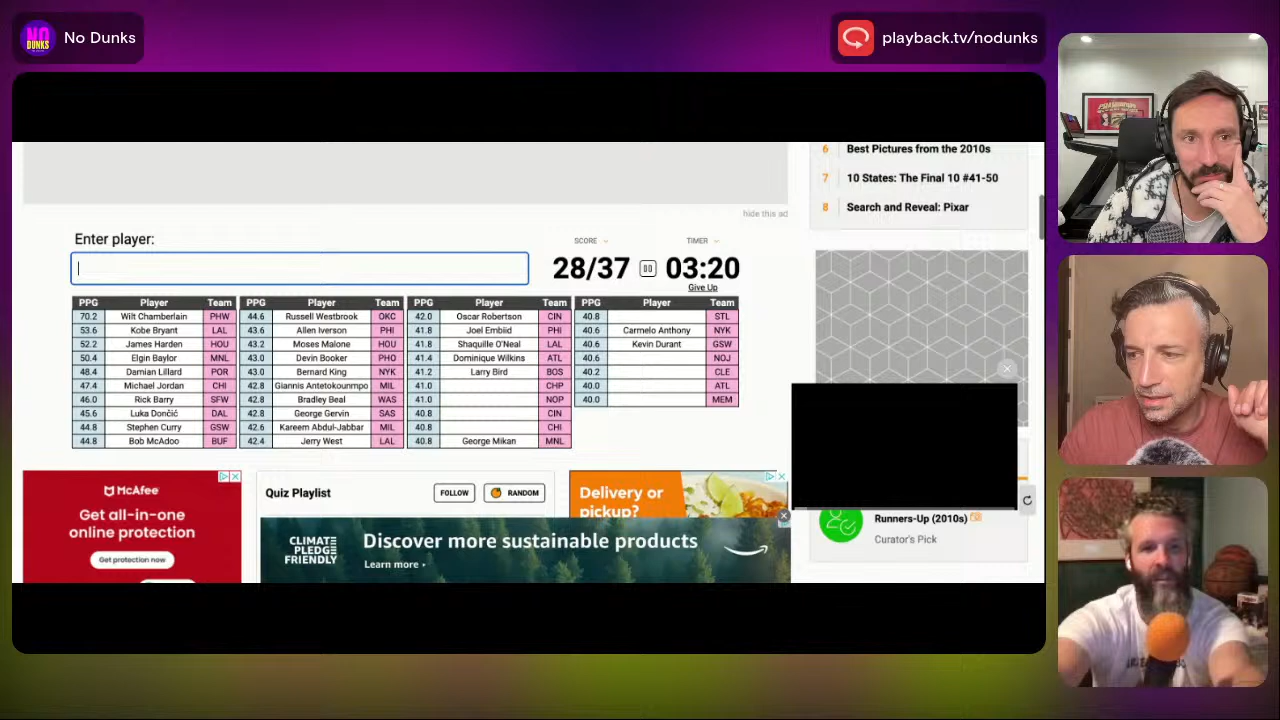 NO DUNKS
No Dunks
playback.tv/nodunks
6 Best Pictures from the 2010s
7 10 States: The Final 10 #41-50
8 Search and Reveal: Pixar
hide this ad
Enter player:
SCORE
TIMER
28/37
03:20
Give Up
PPG Player Team PPG Player Team PPG Player Team PPG Player Team
70.2 Wilt Chamberlain PHW 44.6 Russell Westbrook OKC 42.0 Oscar Robertson CIN 40.8 STL
53.6 Kobe Bryant LAL 43.6 Allen Iverson PHI 41.8 Joel Embiid PHI 40.6 Carmelo Anthony NYK
52.2 James Harden HOU 43.2 Moses Malone HOU 41.8 Shaquille O'Neal LAL 40.6 Kevin Durant GSW
50.4 Elgin Baylor MNL 43.0 Devin Booker PHO 41.4 Dominique Wilkins ATL 40.6 NOJ
48.4 Damian Lillard POR 43.0 Bernard King NYK 41.2 Larry Bird BOS 40.2 CLE
47.4 Michael Jordan CHI 42.8 Giannis Antetokounmpo MIL 41.0 CHP 40.0 ATL
46.0 Rick Barry SFW 42.8 Bradley Beal WAS 41.0 NOP 40.0 MEM
45.6 Luka Dončić DAL 42.8 George Gervin SAS 40.8 CIN
44.8 Stephen Curry GSW 42.6 Kareem Abdul-Jabbar MIL 40.8 CHI
44.8 Bob McAdoo BUF 42.4 Jerry West LAL 40.8 George Mikan MNL
McAfee
Get all-in-one
online protection
Get protection now
Quiz Playlist
FOLLOW
RANDOM
Delivery or
pickup?
CLIMATE
PLEDGE
FRIENDLY
Discover more sustainable products
Learn more
Runners-Up (2010s)
Curator's Pick